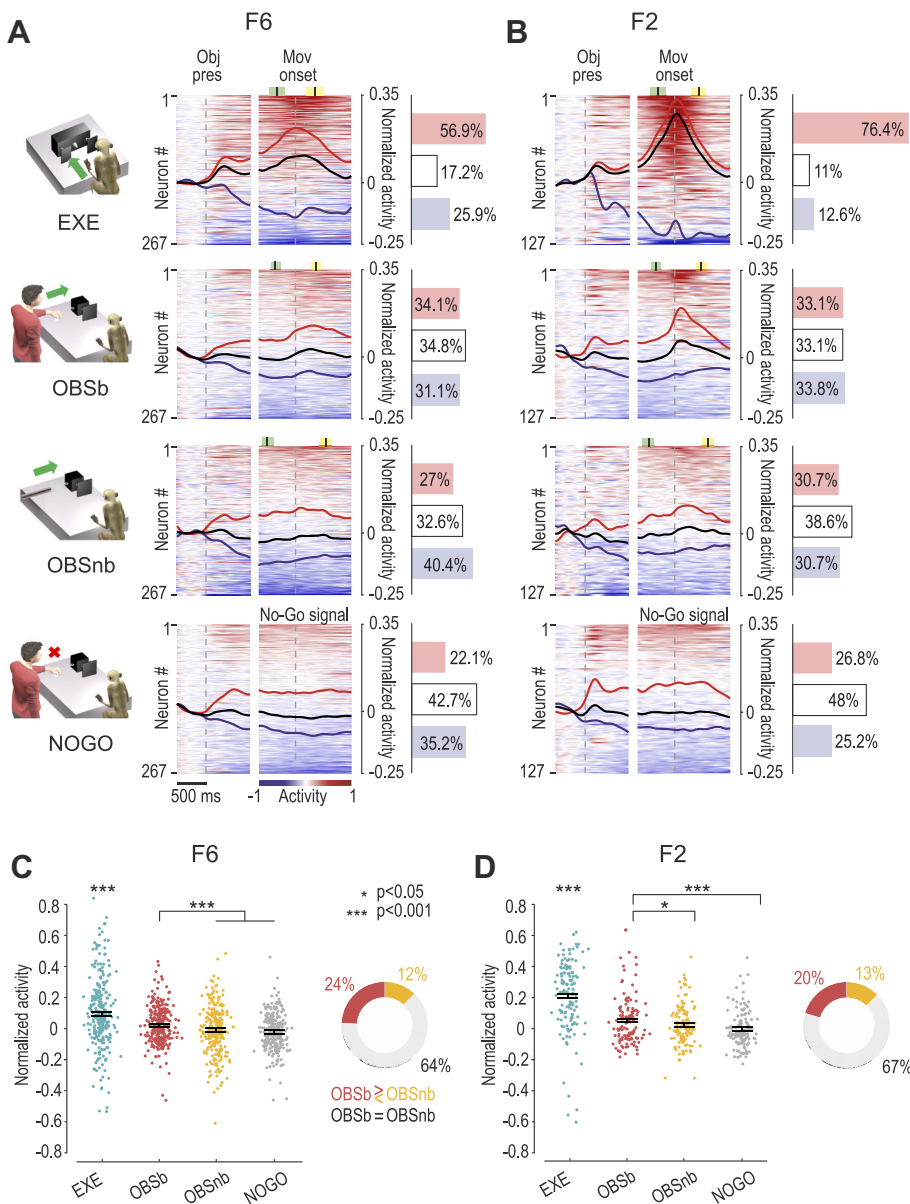 A
F6
B
F2
Obj
pres
Mov
onset
Obj
pres
Mov
onset
EXE
1
Neuron #
267
0.35
0
-0.25
Normalized activity
56.9%
17.2%
25.9%
1
Neuron #
127
0.35
0
-0.25
Normalized activity
76.4%
11%
12.6%
OBSb
1
Neuron #
267
0.35
0
-0.25
Normalized activity
34.1%
34.8%
31.1%
1
Neuron #
127
0.35
0
-0.25
Normalized activity
33.1%
33.1%
33.8%
OBSnb
1
Neuron #
267
0.35
0
-0.25
Normalized activity
27%
32.6%
40.4%
1
Neuron #
127
0.35
0
-0.25
Normalized activity
30.7%
38.6%
30.7%
NOGO
No-Go signal
1
Neuron #
267
0.35
0
-0.25
Normalized activity
22.1%
42.7%
35.2%
No-Go signal
1
Neuron #
127
0.35
0
-0.25
Normalized activity
26.8%
48%
25.2%
500 ms
-1 Activity 1
C
F6
Normalized activity
0.8
0.6
0.4
0.2
0
-0.2
-0.4
-0.6
-0.8
***
***
EXE
OBSb
OBSnb
NOGO
* p<0.05
*** p<0.001
24%
12%
64%
OBSb ≷ OBSnb
OBSb = OBSnb
D
F2
Normalized activity
0.8
0.6
0.4
0.2
0
-0.2
-0.4
-0.6
-0.8
***
***
*
EXE
OBSb
OBSnb
NOGO
20%
13%
67%